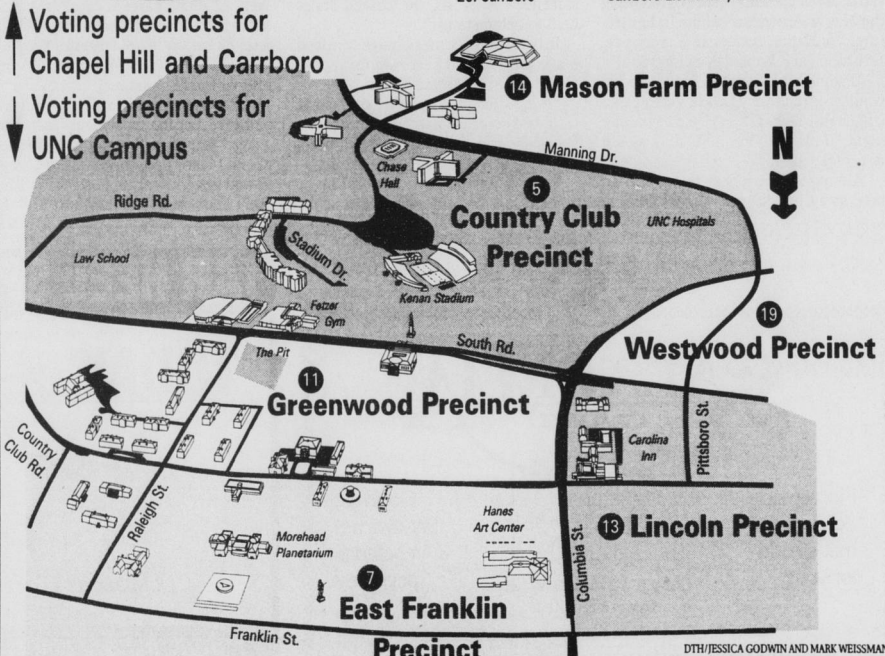 Voting precincts for
Chapel Hill and Carrboro
Voting precincts for
UNC Campus
14 Mason Farm Precinct
Manning Dr.
N
Chase
Hall
5
Country Club
Precinct
UNC Hospitals
Ridge Rd.
Stadium Dr.
Law School
Kenan Stadium
Fetzer
Gym
19
Westwood Precinct
South Rd.
The Pit
11
Greenwood Precinct
Country
Club Rd.
Carolina
Inn
Pittsboro St.
Raleigh St.
Hanes
Art Center
13 Lincoln Precinct
Morehead
Planetarium
Columbia St.
7
East Franklin
Precinct
Franklin St.
DTH/JESSICA GODWIN AND MARK WEISSMAN